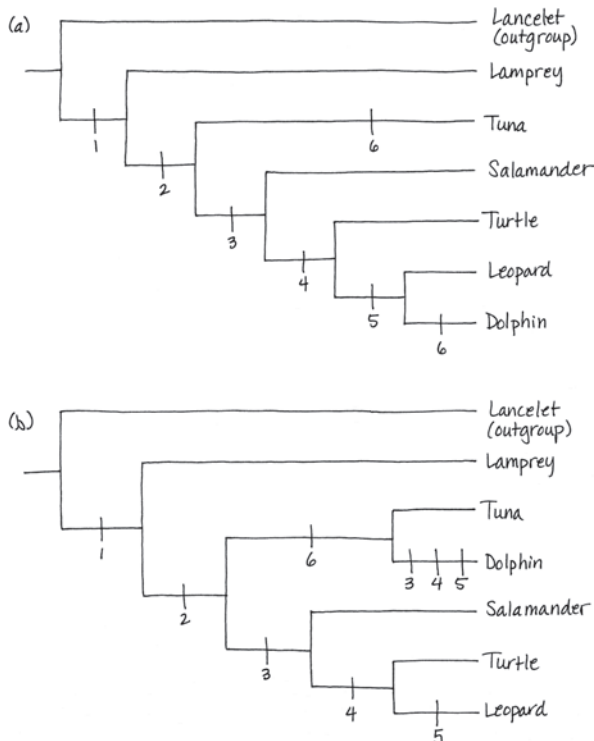 (a)
Lancelet
(outgroup)
Lamprey
1
6
Tuna
2
Salamander
3
Turtle
4
Leopard
5
Dolphin
6
(b)
Lancelet
(outgroup)
Lamprey
1
Tuna
6
Dolphin
3 4 5
2
Salamander
3
Turtle
4
Leopard
5